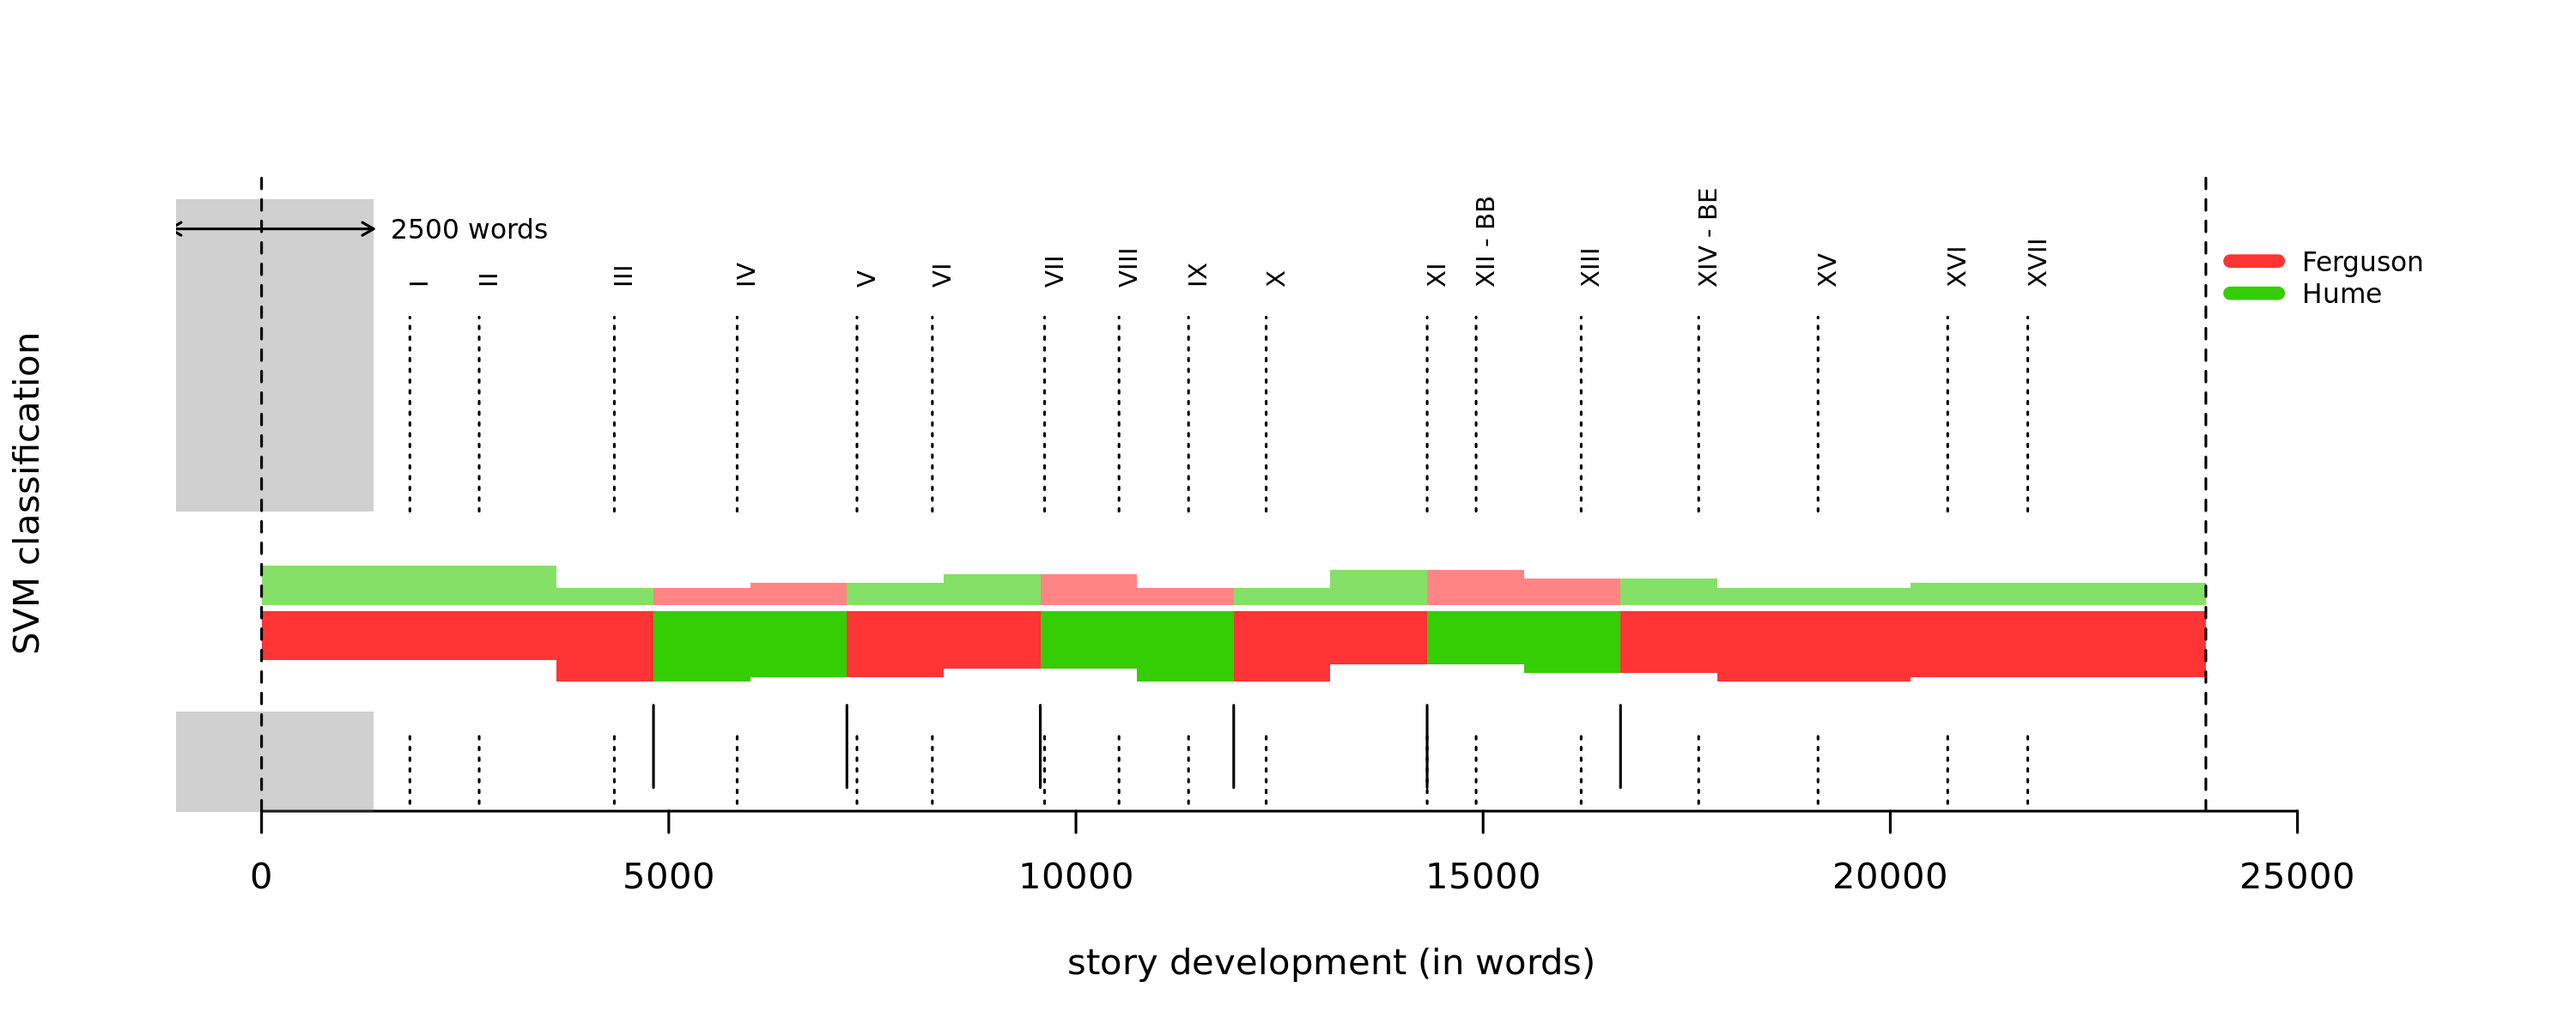 2500 words
I
II
III
IV
V
VI
VII
VIII
IX
X
XI
XII - BB
XIII
XIV - BE
XV
XVI
XVII
Ferguson
Hume
SVM classification
0
5000
10000
15000
20000
25000
story development (in words)